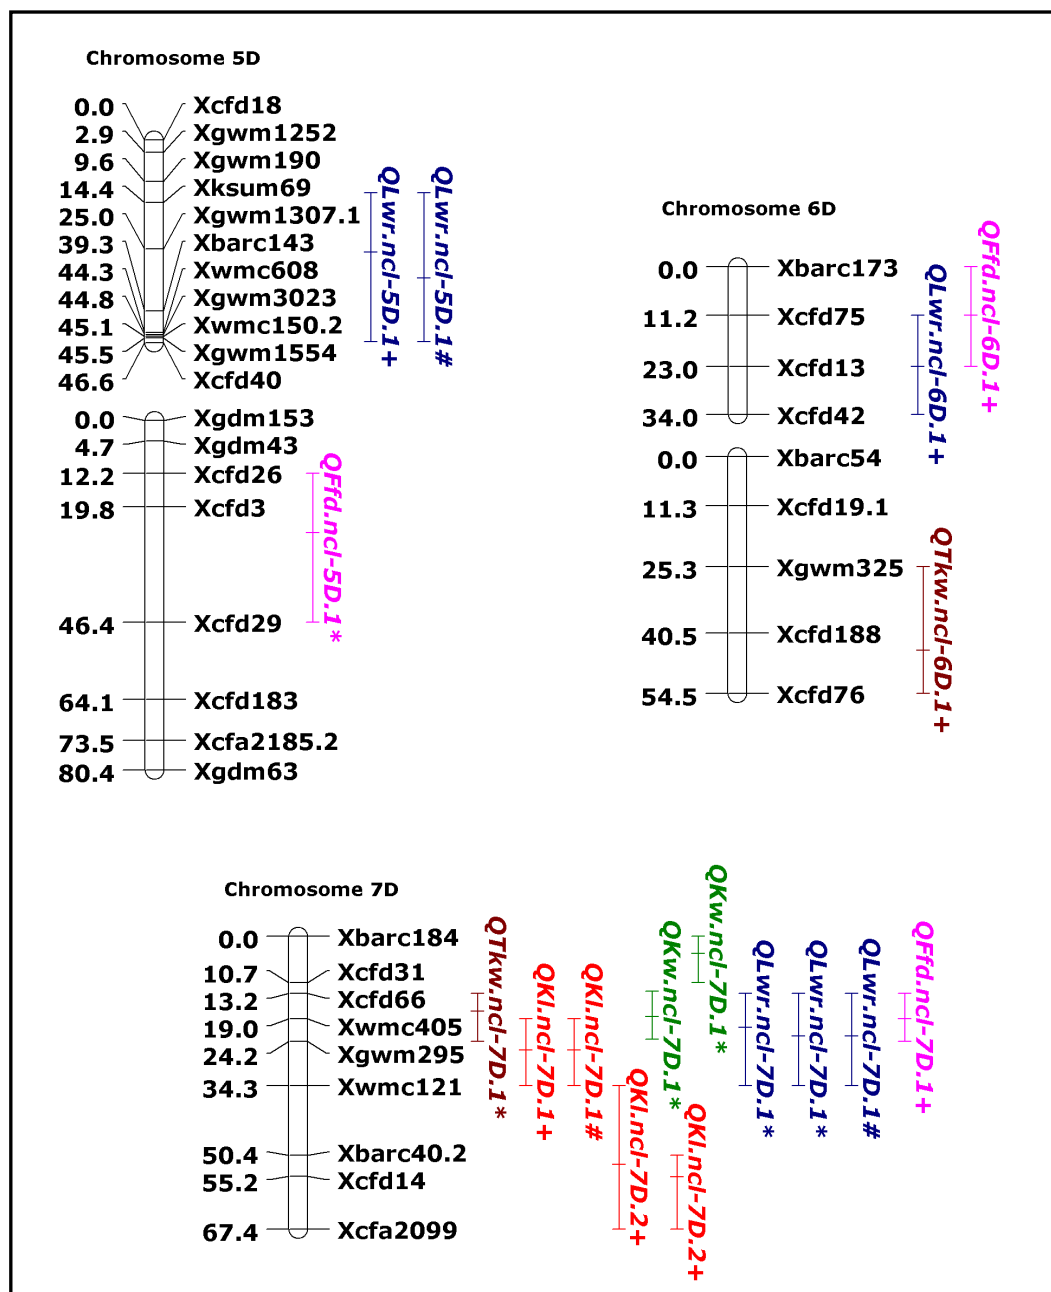 Chromosome 5D
0.0 Xcfd18
2.9 Xgwm1252
9.6 Xgwm190
14.4 Xksum69
25.0 Xgwm1307.1
39.3 Xbarc143
44.3 Xwmc608
44.8 Xgwm3023
45.1 Xwmc150.2
45.5 Xgwm1554
46.6 Xcfd40
QLwr.ncl-5D.1+
QLwr.ncl-5D.1#
0.0 Xgdm153
4.7 Xgdm43
12.2 Xcfd26
19.8 Xcfd3
46.4 Xcfd29
64.1 Xcfd183
73.5 Xcfa2185.2
80.4 Xgdm63
QFfd.ncl-5D.1*
Chromosome 6D
0.0 Xbarc173
11.2 Xcfd75
23.0 Xcfd13
34.0 Xcfd42
QLwr.ncl-6D.1+
QFfd.ncl-6D.1+
0.0 Xbarc54
11.3 Xcfd19.1
25.3 Xgwm325
40.5 Xcfd188
54.5 Xcfd76
QTkw.ncl-6D.1+
Chromosome 7D
0.0 Xbarc184
10.7 Xcfd31
13.2 Xcfd66
19.0 Xwmc405
24.2 Xgwm295
34.3 Xwmc121
50.4 Xbarc40.2
55.2 Xcfd14
67.4 Xcfa2099
QTkw.ncl-7D.1*
QKl.ncl-7D.1+
QKl.ncl-7D.1#
QKl.ncl-7D.2+
QKw.ncl-7D.1*
QKl.ncl-7D.2+
QKw.ncl-7D.1*
QLwr.ncl-7D.1*
QLwr.ncl-7D.1*
QLwr.ncl-7D.1#
QFfd.ncl-7D.1+